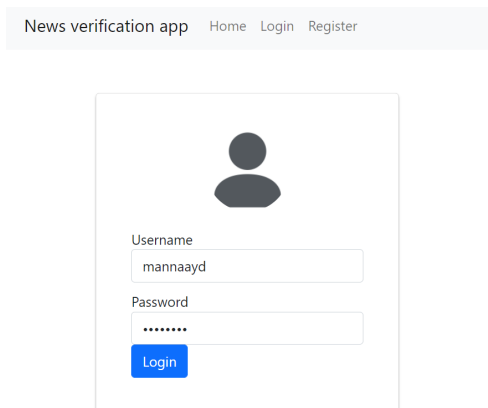 News verification app Home Login Register
Username
mannaayd
Password
••••••••
Login